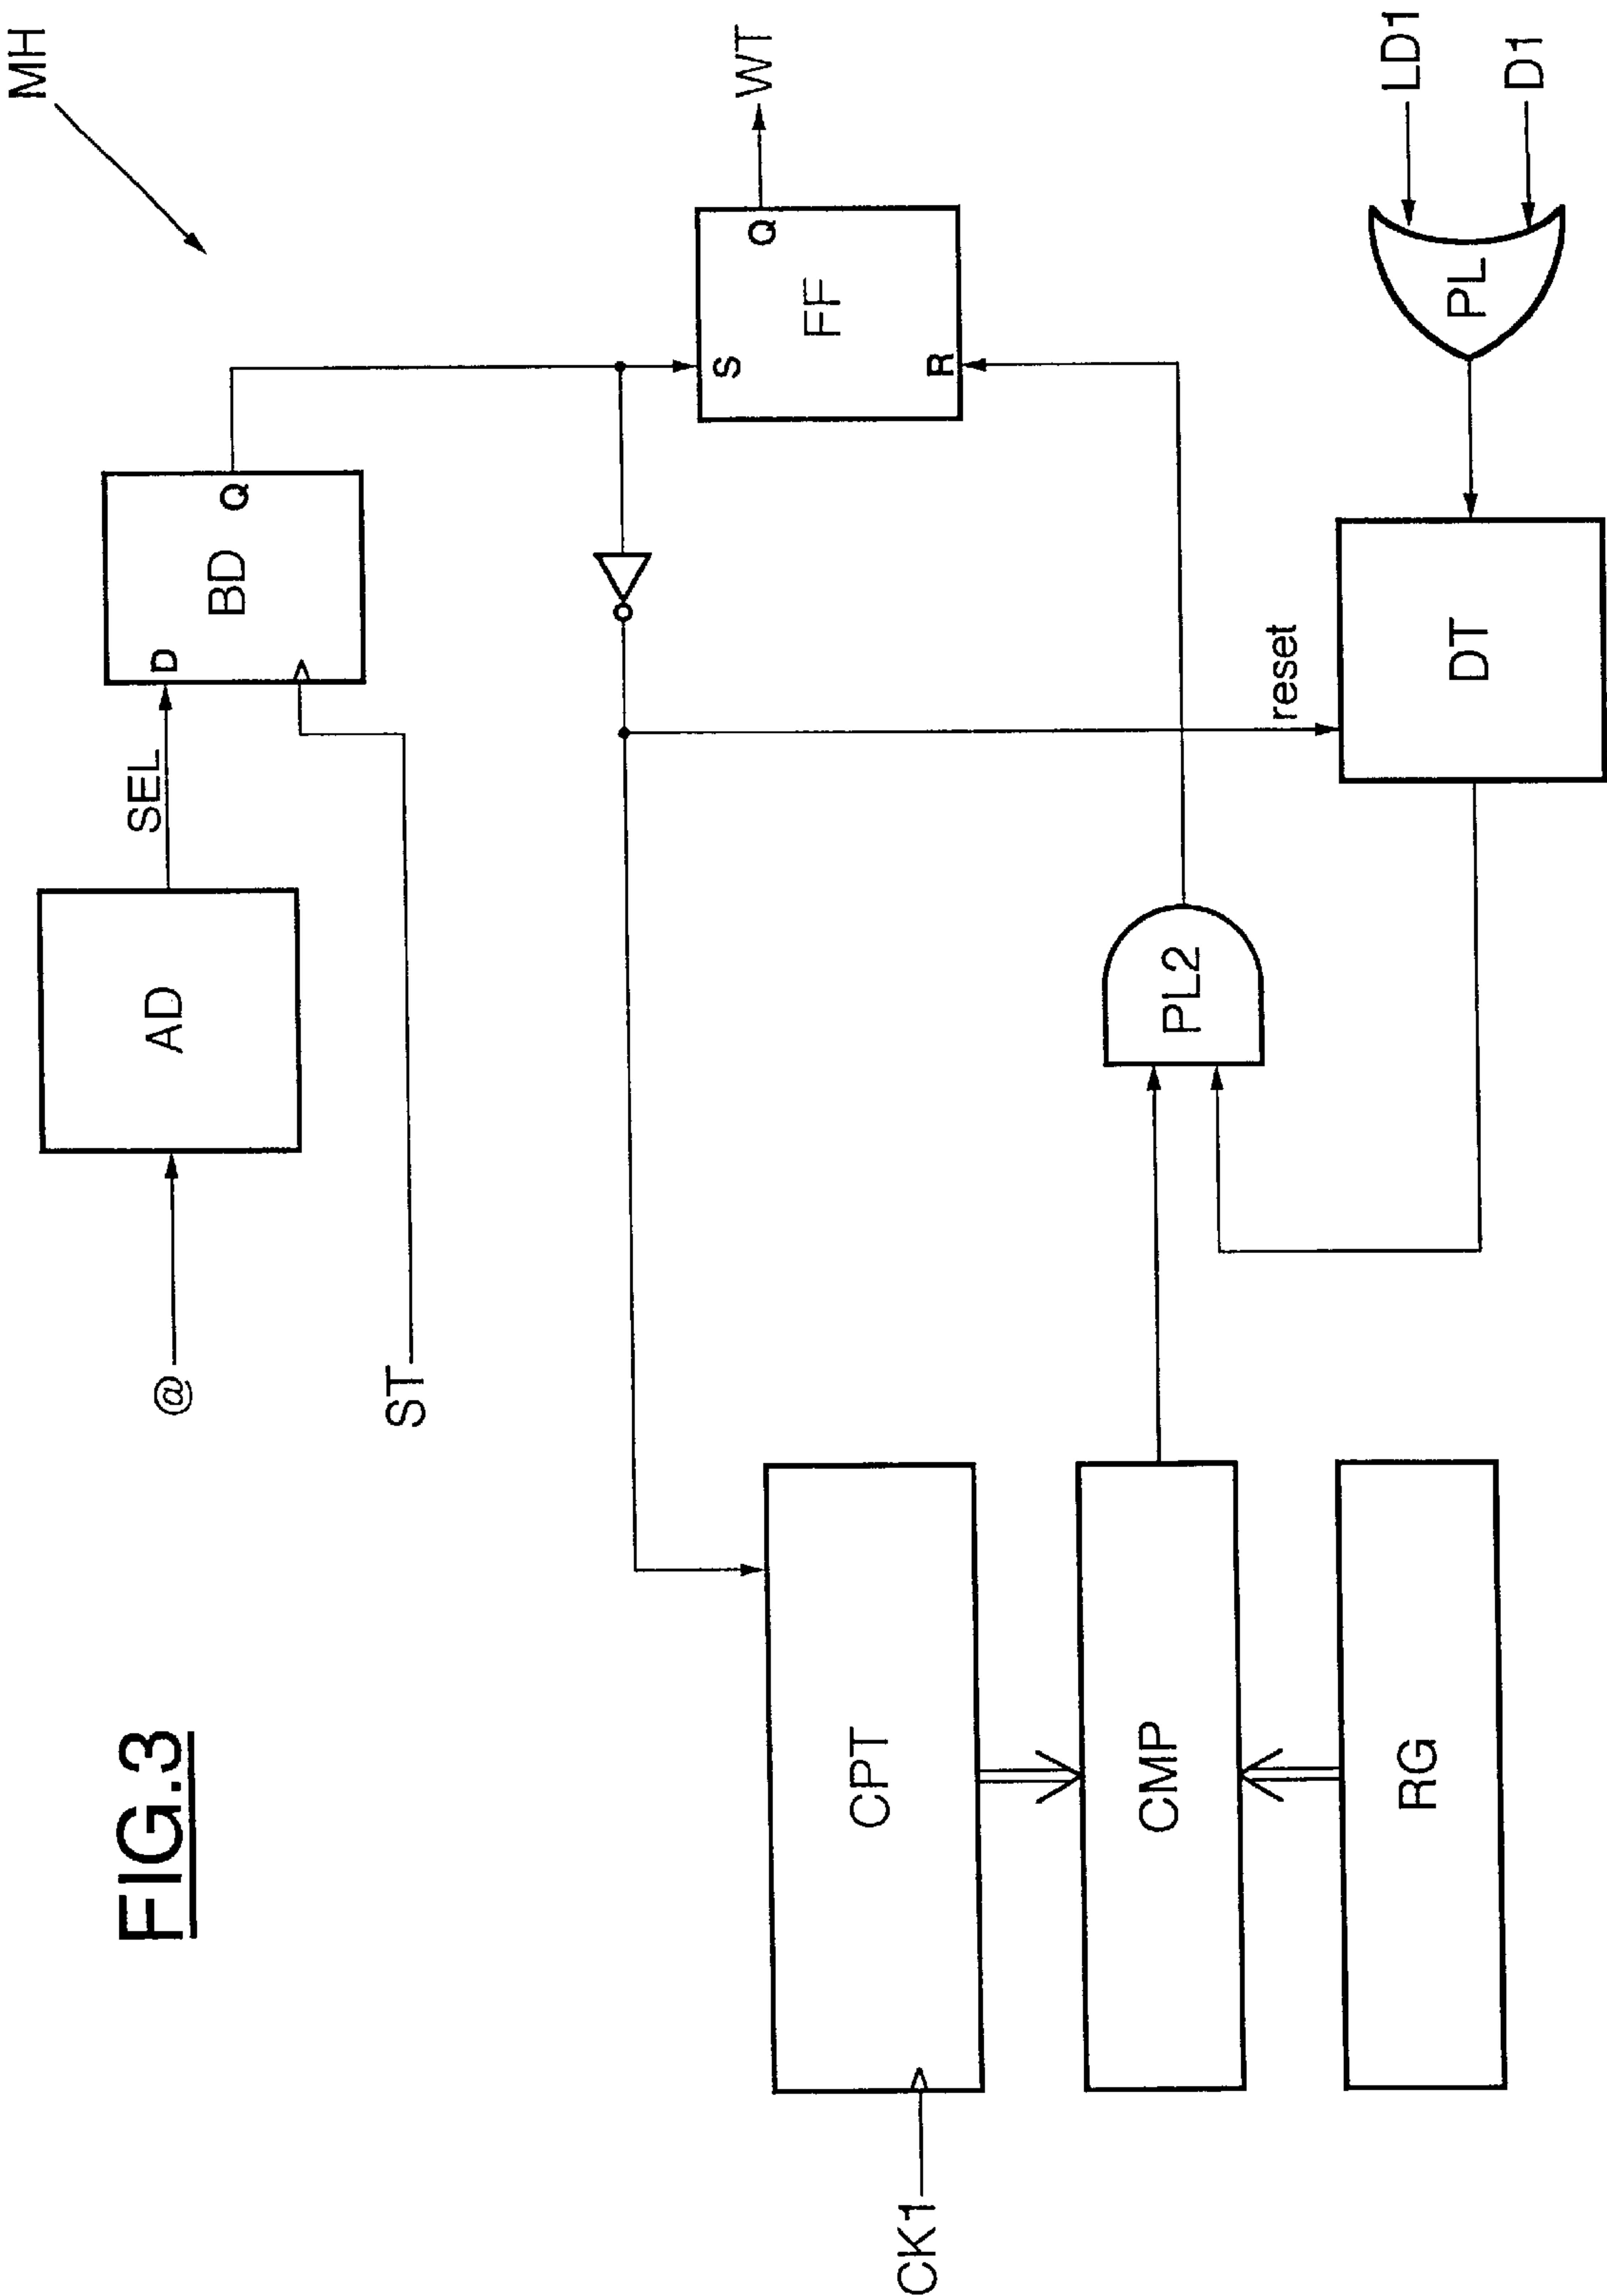 FIG.3
MH
@
AD
SEL
D
BD
Q
ST
S
FF
Q
R
WT
CK1
CPT
CMP
RG
PL2
reset
DT
PL
LD1
D1